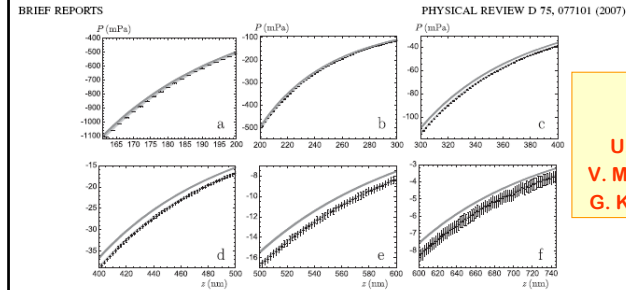 BRIEF REPORTS
PHYSICAL REVIEW D 75, 077101 (2007)
P (mPa)
P (mPa)
P (mPa)
-400
-500
-600
-700
-800
-900
-1000
-1100
165 170 175 180 185 190 195 200
a
-100
-200
-300
-400
-500
200 220 240 260 280 300
b
-40
-60
-80
-100
300 320 340 360 380 400
c
-15
-20
-25
-30
-35
400 420 440 460 480 500
z (nm)
d
-8
-10
-12
-14
-16
500 520 540 560 580 600
z (nm)
e
-3
-4
-5
-6
-7
-8
600 620 640 660 680 700 720 740
z (nm)
f
U
V. M
G. K